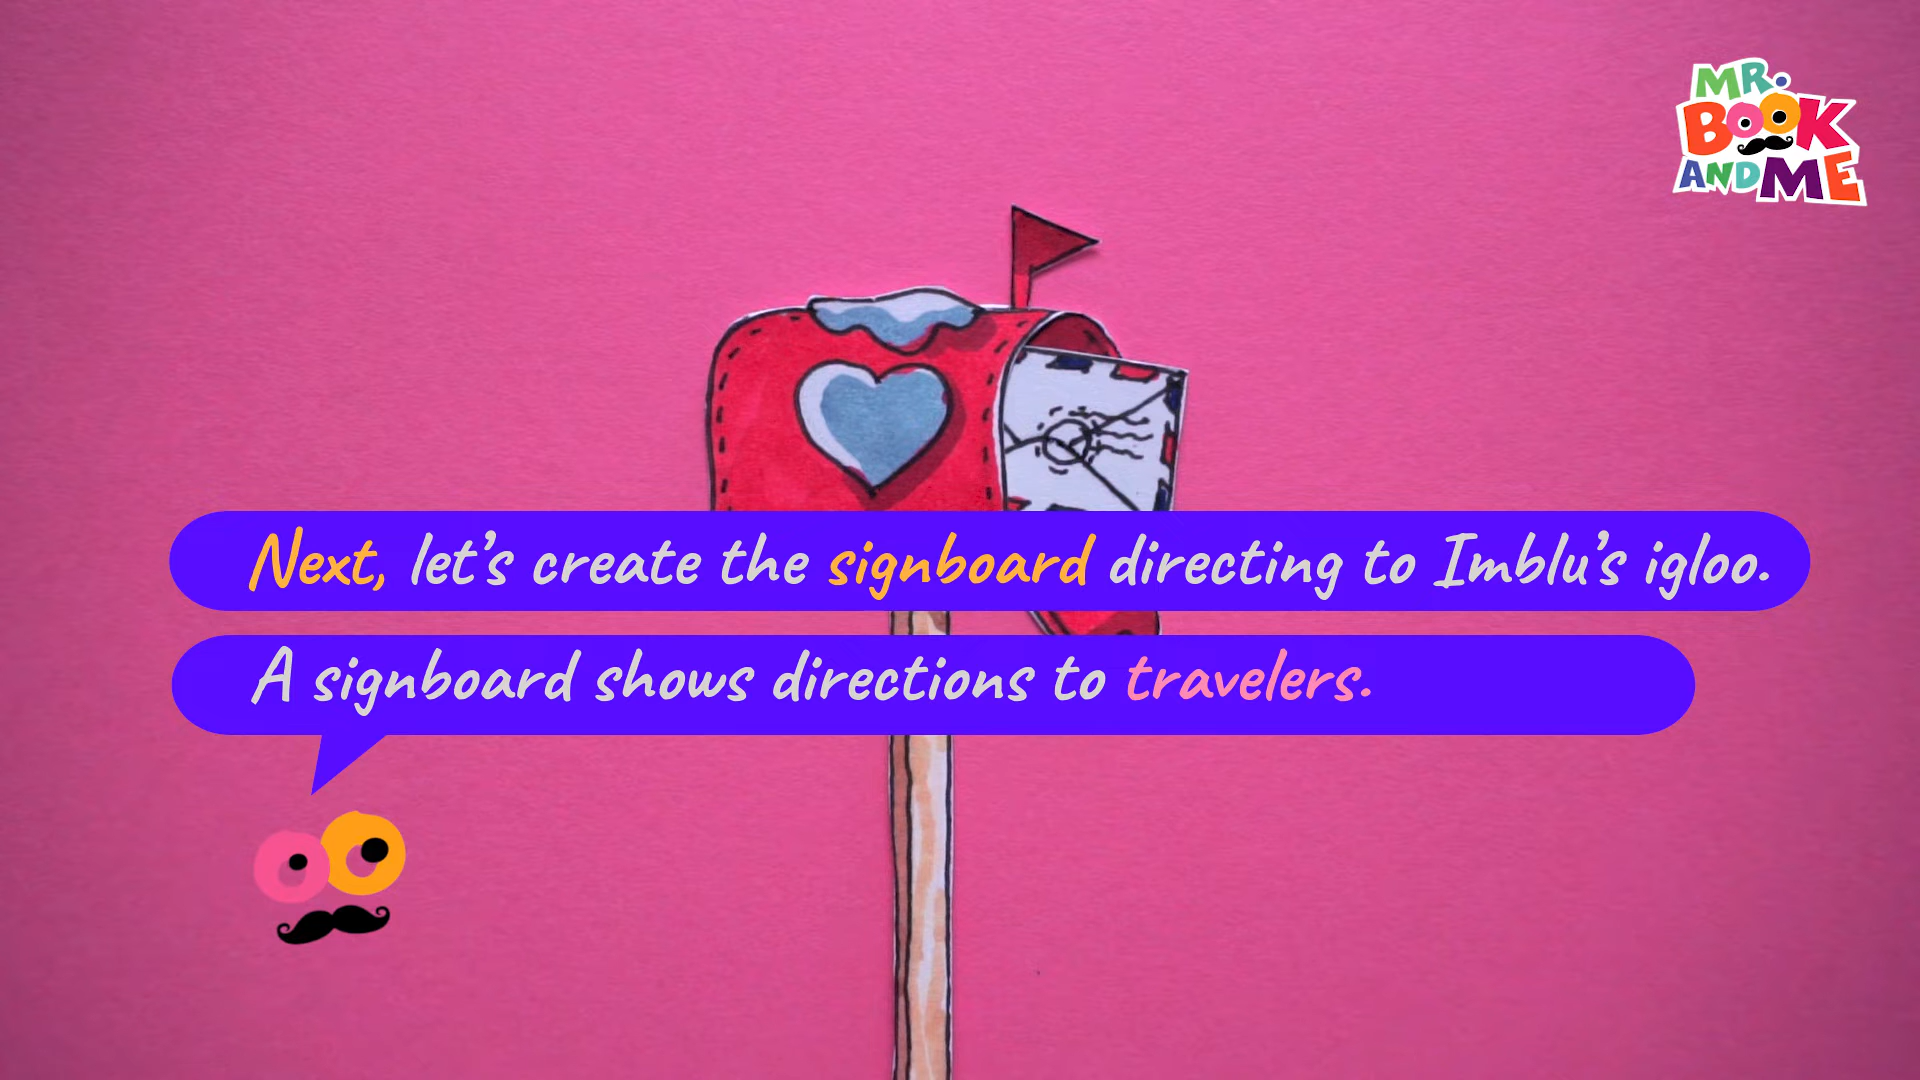 MR.
BOOK
AND ME
Next, let's create the signboard directing to Imblu's igloo.
A signboard shows directions to travelers.